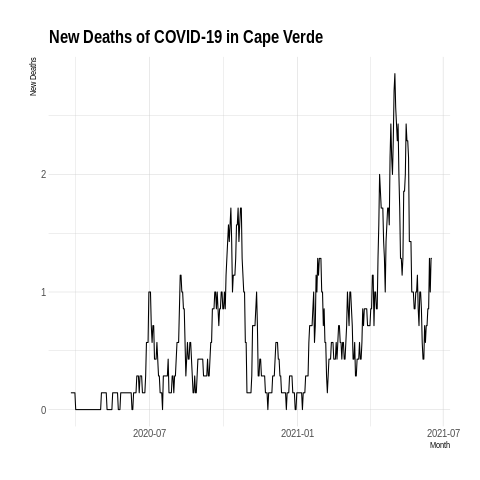 New Deaths of COVID-19 in Cape Verde
New Deaths
2
1
0
2020-07
2021-01
2021-07
Month